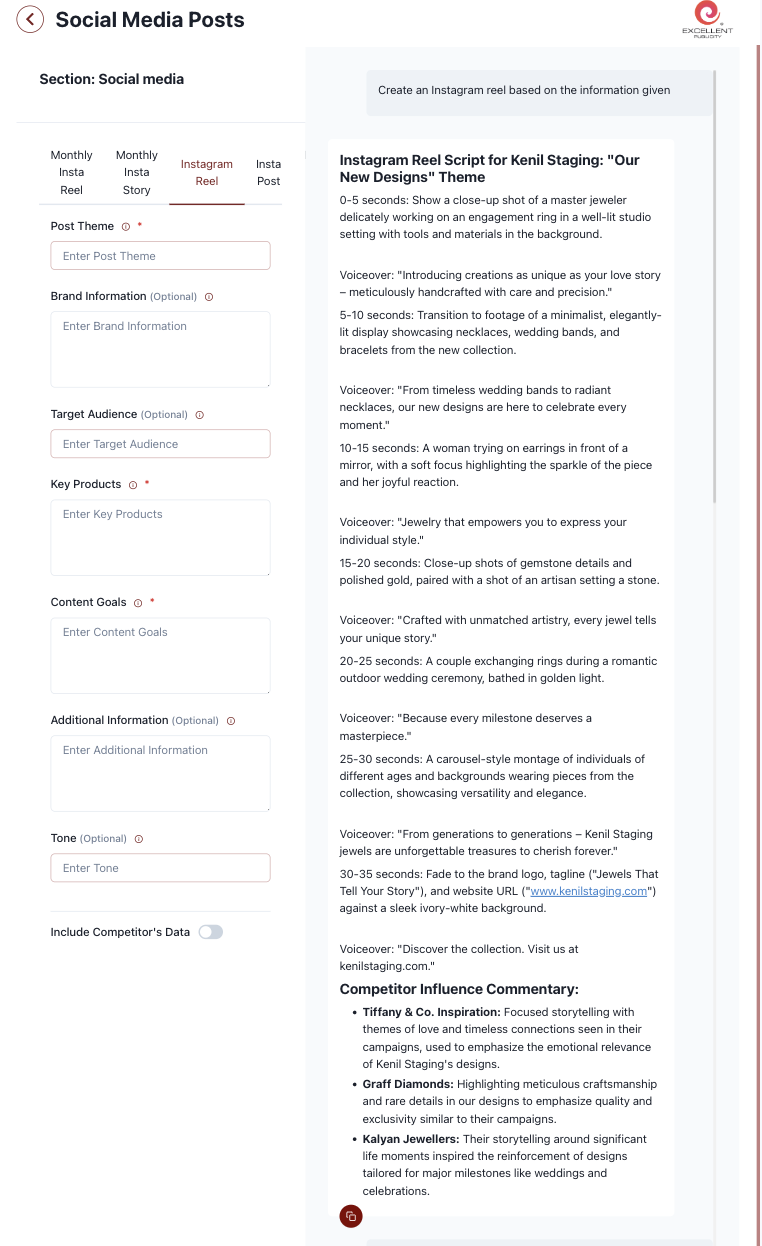 Social Media Posts
EXCELLENT
PUBLICITY
Section: Social media
Monthly
Insta
Reel
Monthly
Insta
Story
Instagram
Reel
Insta
Post
Post Theme *
Enter Post Theme
Brand Information (Optional)
Enter Brand Information
Target Audience (Optional)
Enter Target Audience
Key Products *
Enter Key Products
Content Goals *
Enter Content Goals
Additional Information (Optional)
Enter Additional Information
Tone (Optional)
Enter Tone
Include Competitor's Data
Create an Instagram reel based on the information given
Instagram Reel Script for Kenil Staging: "Our
New Designs" Theme
0-5 seconds: Show a close-up shot of a master jeweler
delicately working on an engagement ring in a well-lit studio
setting with tools and materials in the background.
Voiceover: "Introducing creations as unique as your love story
– meticulously handcrafted with care and precision."
5-10 seconds: Transition to footage of a minimalist, elegantly-
lit display showcasing necklaces, wedding bands, and
bracelets from the new collection.
Voiceover: "From timeless wedding bands to radiant
necklaces, our new designs are here to celebrate every
moment."
10-15 seconds: A woman trying on earrings in front of a
mirror, with a soft focus highlighting the sparkle of the piece
and her joyful reaction.
Voiceover: "Jewelry that empowers you to express your
individual style."
15-20 seconds: Close-up shots of gemstone details and
polished gold, paired with a shot of an artisan setting a stone.
Voiceover: "Crafted with unmatched artistry, every jewel tells
your unique story."
20-25 seconds: A couple exchanging rings during a romantic
outdoor wedding ceremony, bathed in golden light.
Voiceover: "Because every milestone deserves a
masterpiece."
25-30 seconds: A carousel-style montage of individuals of
different ages and backgrounds wearing pieces from the
collection, showcasing versatility and elegance.
Voiceover: "From generations to generations – Kenil Staging
jewels are unforgettable treasures to cherish forever."
30-35 seconds: Fade to the brand logo, tagline ("Jewels That
Tell Your Story"), and website URL ("www.kenilstaging.com")
against a sleek ivory-white background.
Voiceover: "Discover the collection. Visit us at
kenilstaging.com."
Competitor Influence Commentary:
• Tiffany & Co. Inspiration: Focused storytelling with
themes of love and timeless connections seen in their
campaigns, used to emphasize the emotional relevance
of Kenil Staging's designs.
• Graff Diamonds: Highlighting meticulous craftsmanship
and rare details in our designs to emphasize quality and
exclusivity similar to their campaigns.
• Kalyan Jewellers: Their storytelling around significant
life moments inspired the reinforcement of designs
tailored for major milestones like weddings and
celebrations.